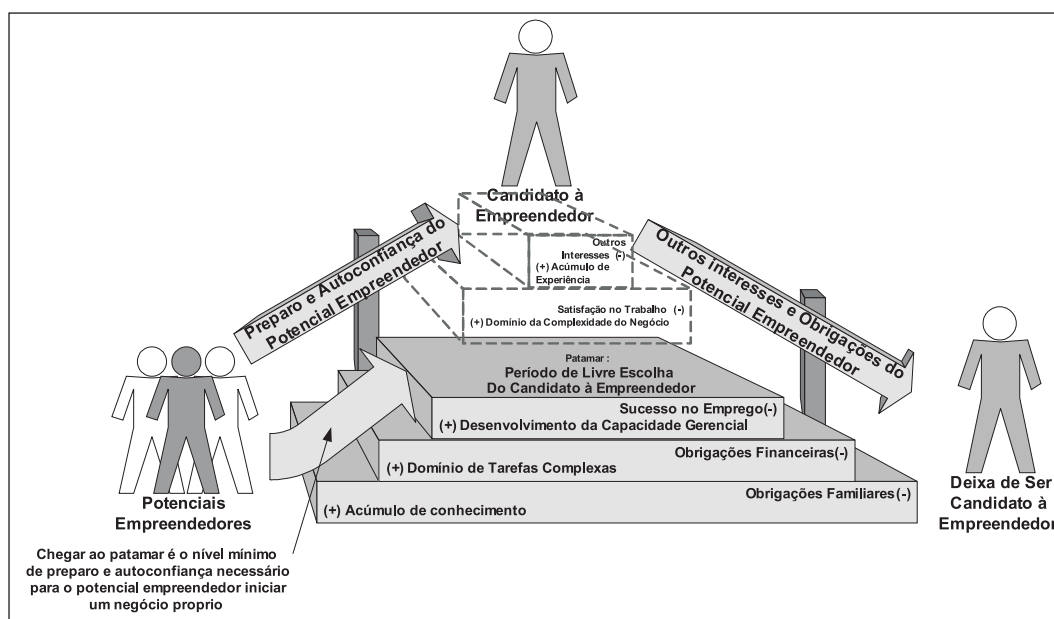 Candidato à
Empreendedor
Preparo e Autoconfiança do
Potencial Empreendedor
Outros interesses e Obrigações do
Potencial Empreendedor
Outros
Interesses (-)
(+) Acúmulo de
Experiência
Satisfação no Trabalho (-)
(+) Domínio da Complexidade do Negócio
Patamar :
Período de Livre Escolha
Do Candidato à Empreendedor
Sucesso no Emprego(-)
(+) Desenvolvimento da Capacidade Gerencial
Obrigações Financeiras(-)
(+) Domínio de Tarefas Complexas
Obrigações Familiares(-)
(+) Acúmulo de conhecimento
Potenciais
Empreendedores
Deixa de Ser
Candidato à
Empreendedor
Chegar ao patamar é o nível mínimo
de preparo e autoconfiança necessário
para o potencial empreendedor iniciar
um negócio proprio